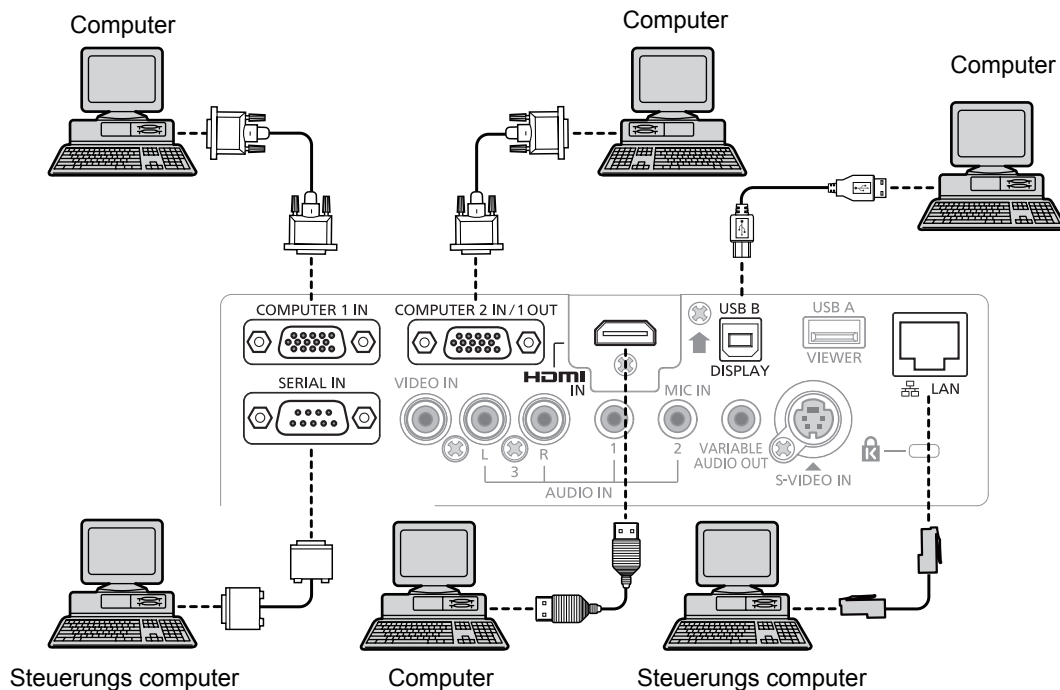 Computer
Computer
Computer
COMPUTER 1 IN
COMPUTER 2 IN/1 OUT
USB B
USB A
VIEWER
DISPLAY
HDMI
IN
SERIAL IN
VIDEO IN
MIC IN
LAN
L
R
1
2
3
VARIABLE
AUDIO OUT
AUDIO IN
S-VIDEO IN
K
Steuerungs computer
Computer
Steuerungs computer